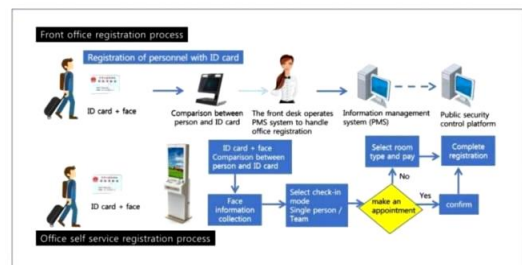 Front office registration process
Registration of personnel with ID card
ID card + face
Comparison between
person and ID card
The front desk operates
PMS system to handle
office registration
Information management
system (PMS)
Public security
control platform
ID card + face
Comparison between
person and ID card
Select room
type and pay
Complete
registration
No
ID card + face
Face
information
collection
Select check-in
mode
Single person /
Team
make an
appointment
Yes
confirm
Office self service registration process